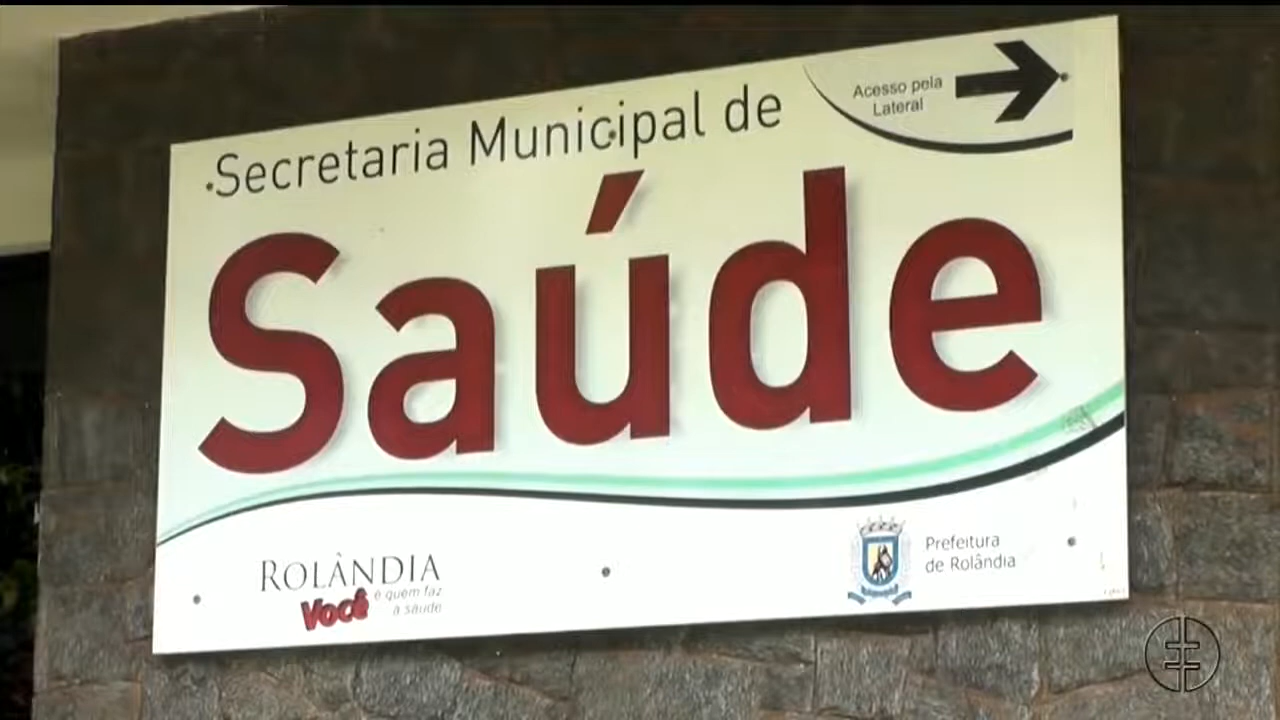 Secretaria Municipal de
Saúde
Acesso pela
Lateral
ROLÂNDIA
Você é quem faz
a saúde
Prefeitura
de Rolândia